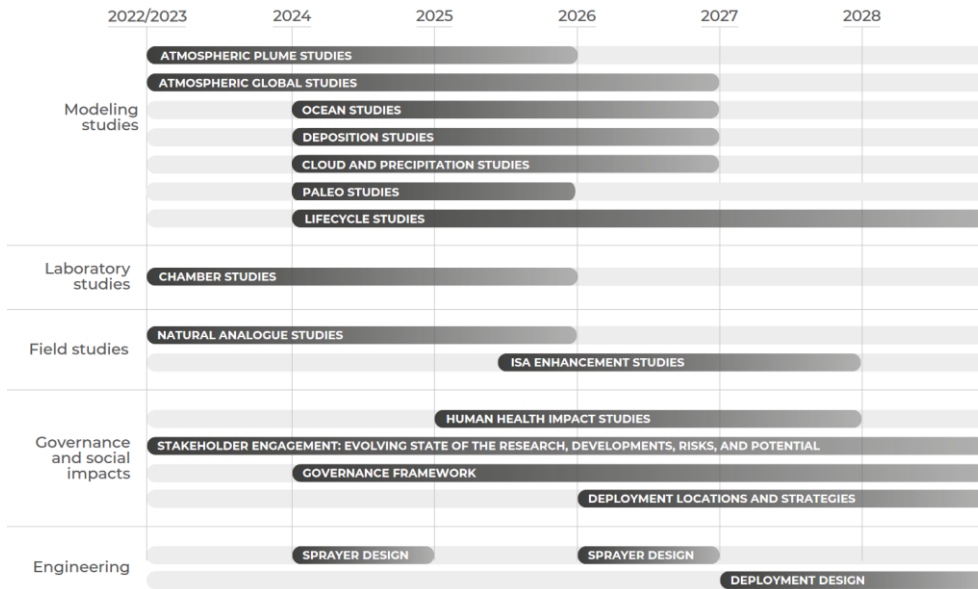 2022/2023 2024 2025 2026 2027 2028
ATMOSPHERIC PLUME STUDIES
ATMOSPHERIC GLOBAL STUDIES
Modeling
studies
OCEAN STUDIES
DEPOSITION STUDIES
CLOUD AND PRECIPITATION STUDIES
PALEO STUDIES
LIFECYCLE STUDIES
Laboratory
studies
CHAMBER STUDIES
Field studies
NATURAL ANALOGUE STUDIES
ISA ENHANCEMENT STUDIES
Governance
and social
impacts
HUMAN HEALTH IMPACT STUDIES
STAKEHOLDER ENGAGEMENT: EVOLVING STATE OF THE RESEARCH, DEVELOPMENTS, RISKS, AND POTENTIAL
GOVERNANCE FRAMEWORK
DEPLOYMENT LOCATIONS AND STRATEGIES
Engineering
SPRAYER DESIGN SPRAYER DESIGN
DEPLOYMENT DESIGN